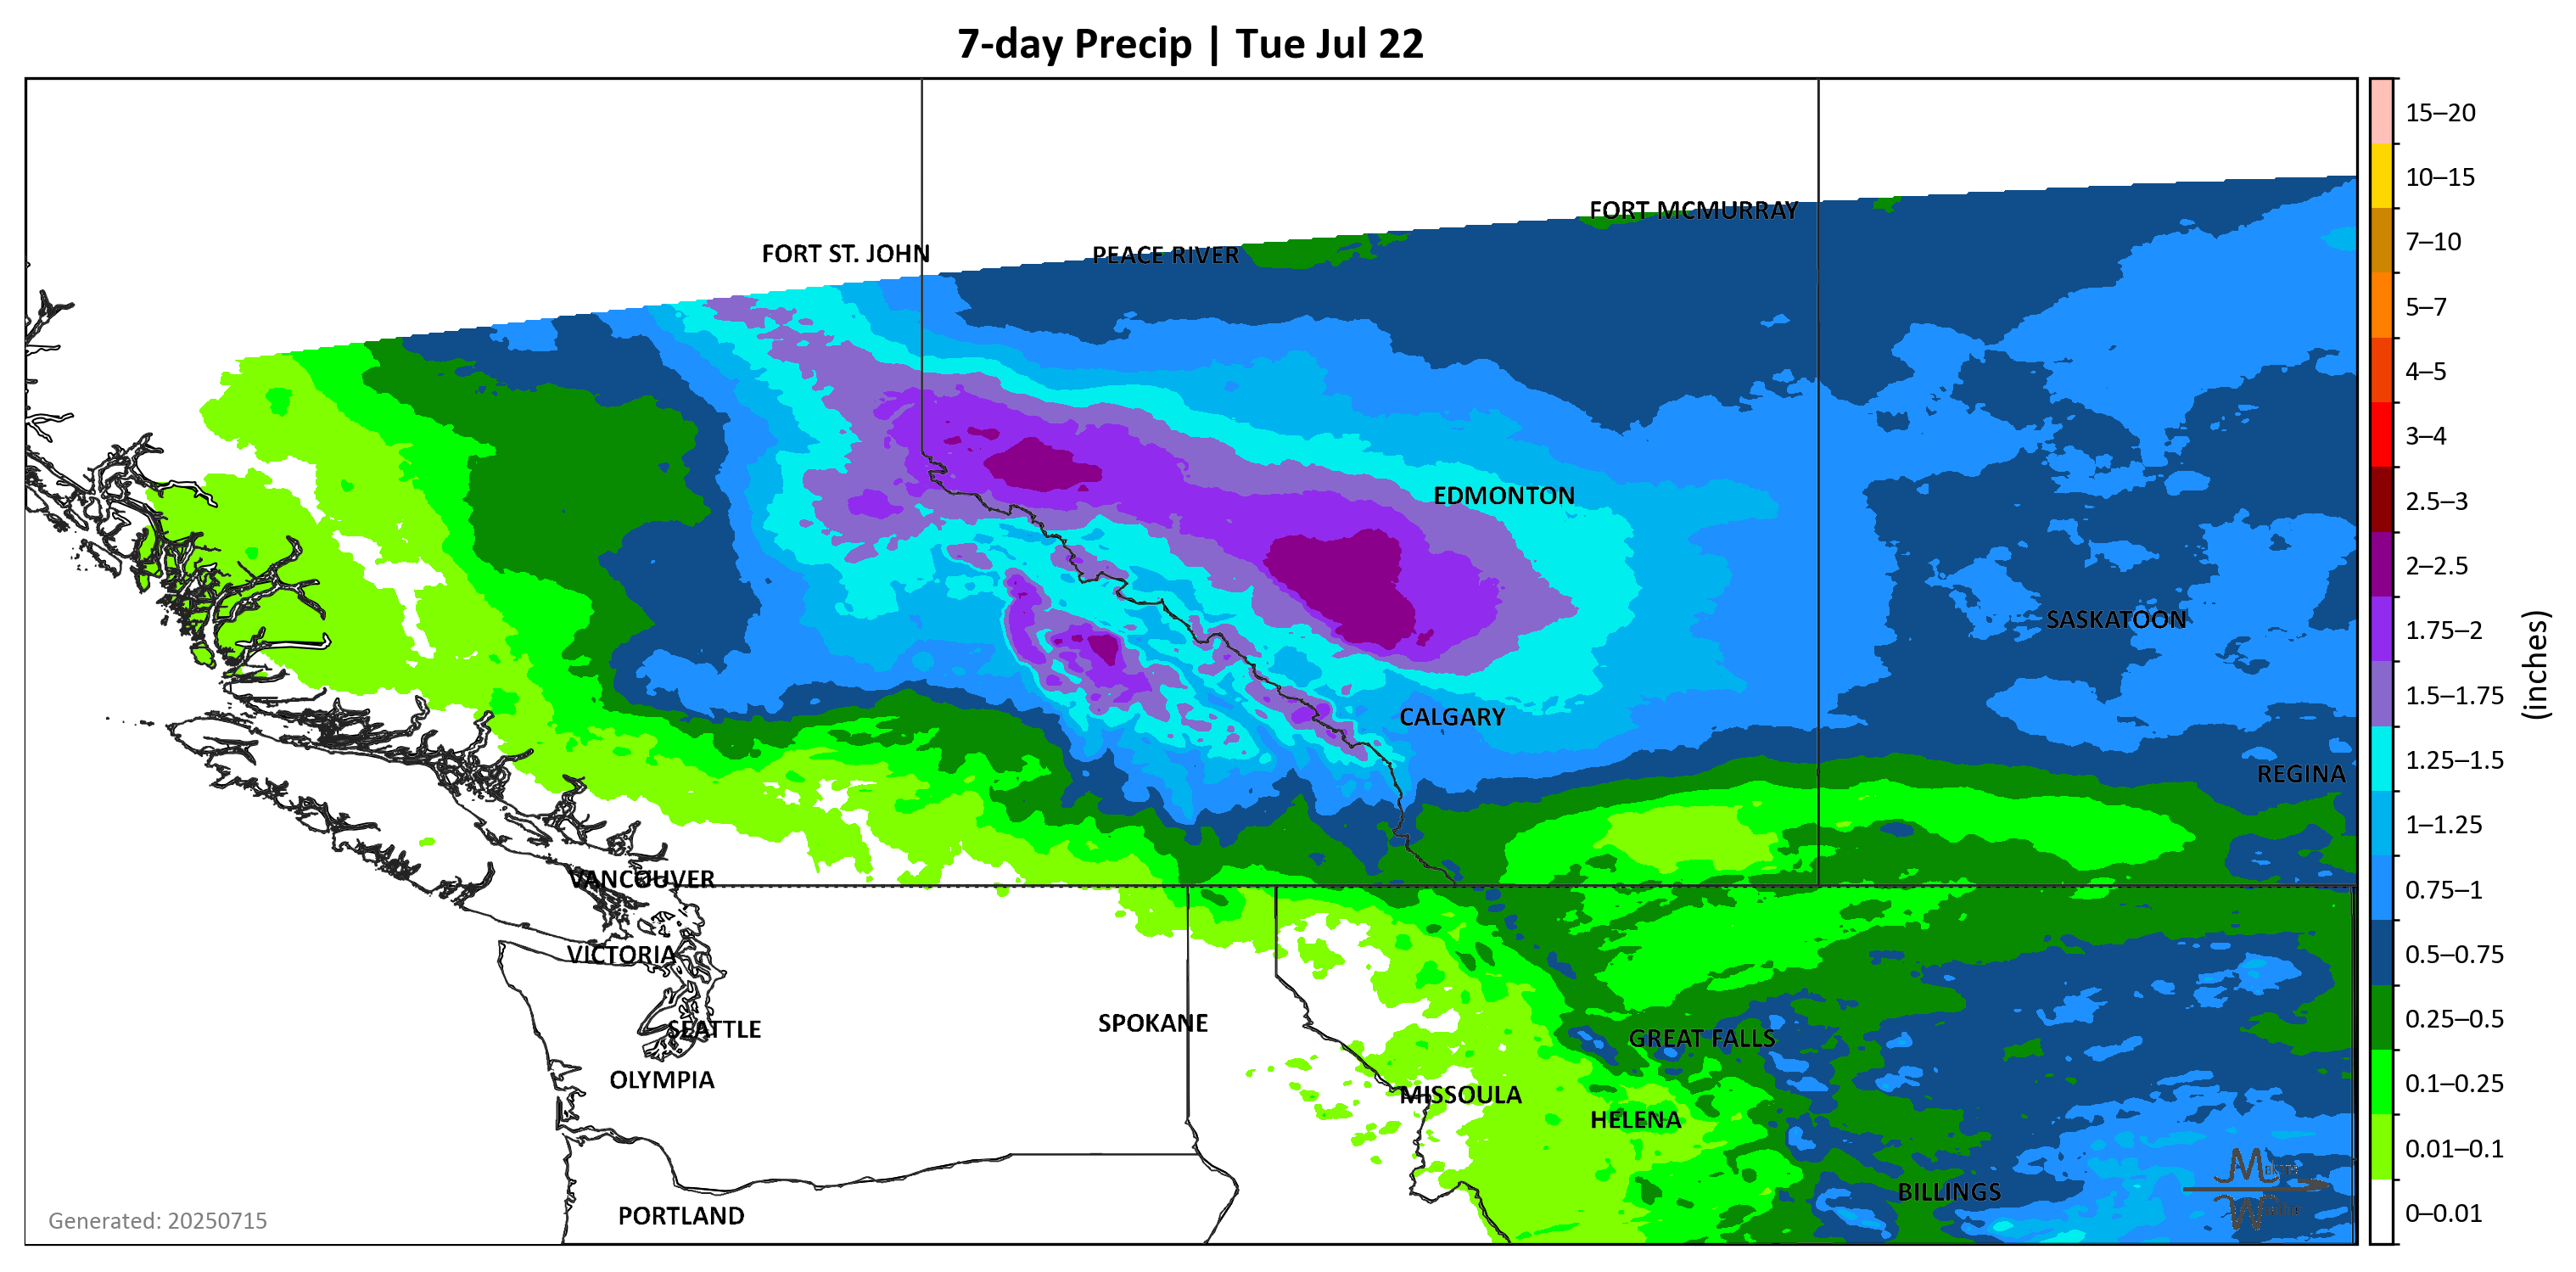 7-day Precip | Tue Jul 22
FORT MCMURRAY
FORT ST. JOHN
PEACE RIVER
EDMONTON
SASKATOON
CALGARY
REGINA
VANCOUVER
VICTORIA
SPOKANE
SEATTLE
GREAT FALLS
OLYMPIA
MISSOULA
HELENA
BILLINGS
PORTLAND
Generated: 20250715
15–20
10–15
7–10
5–7
4–5
3–4
2.5–3
2–2.5
1.75–2
1.5–1.75
1.25–1.5
1–1.25
0.75–1
0.5–0.75
0.25–0.5
0.1–0.25
0.01–0.1
0–0.01
(inches)